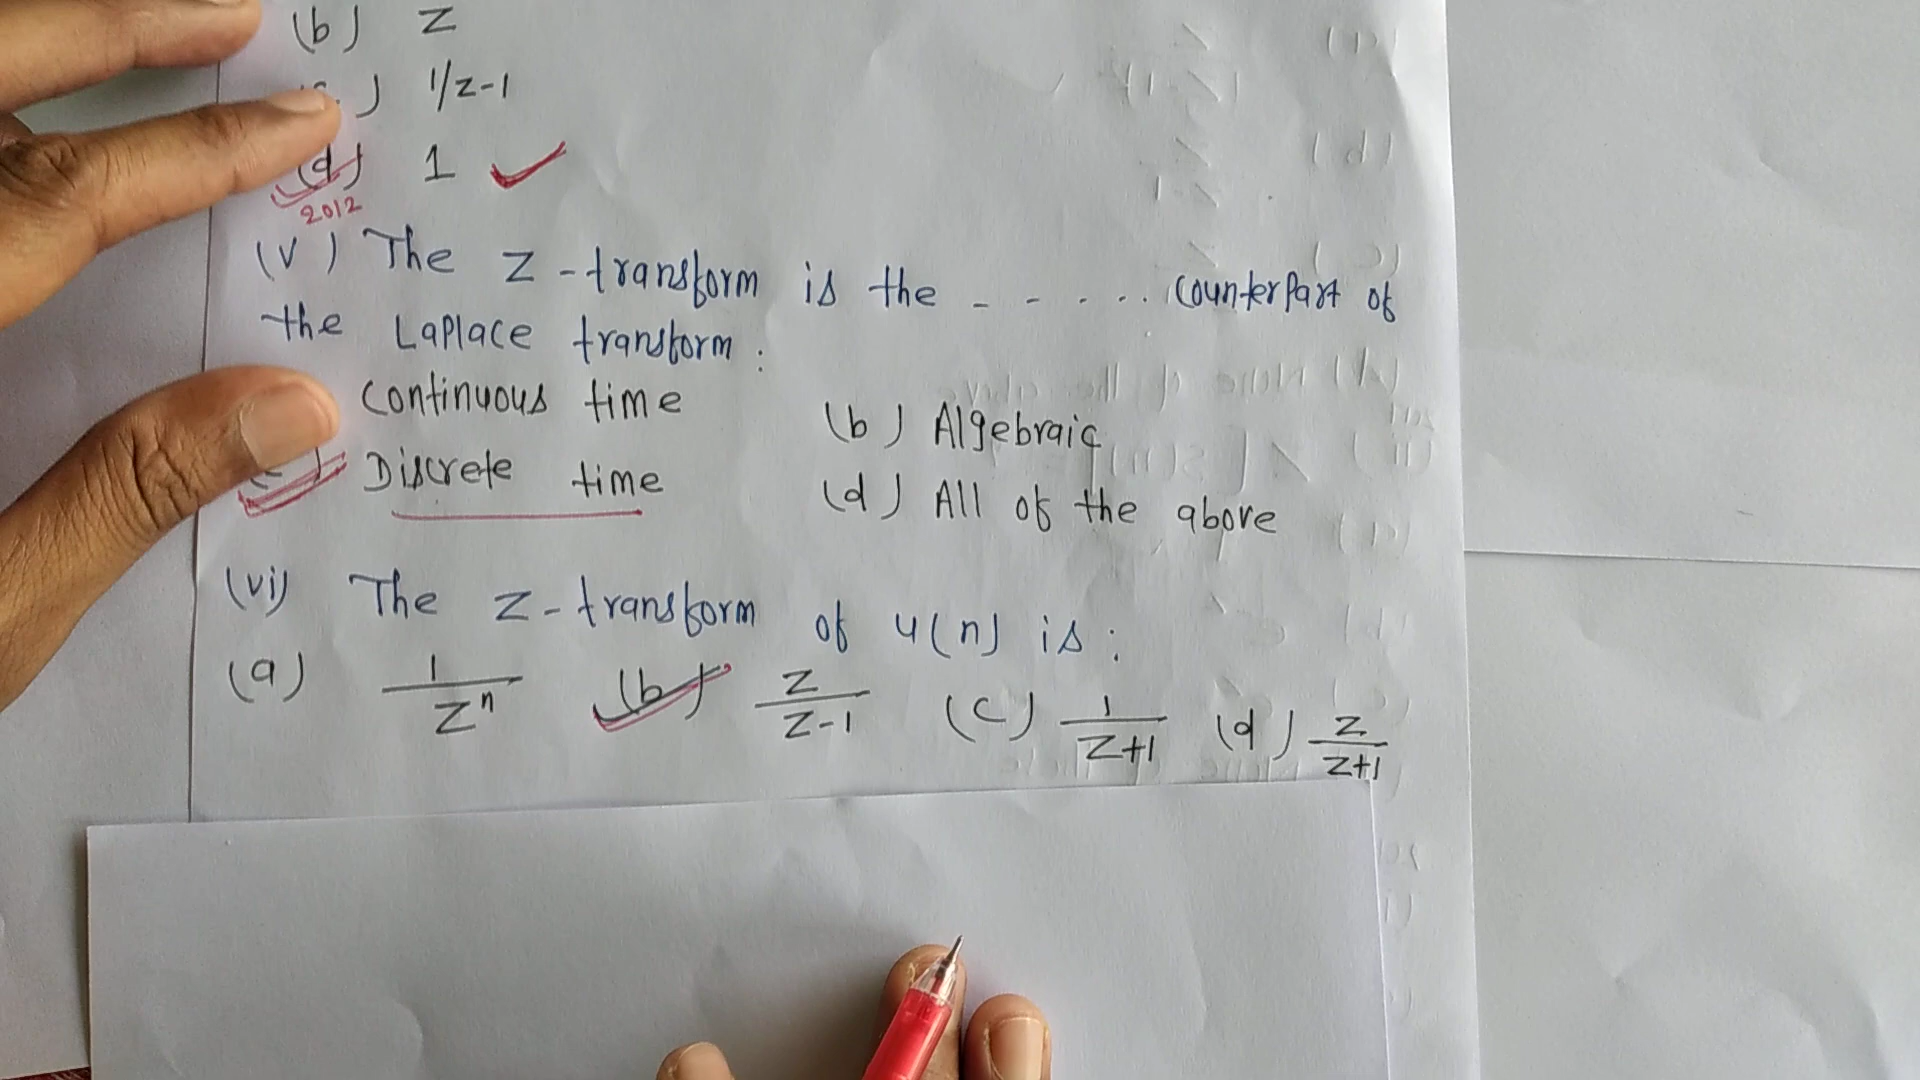 (b) Z
) 1/z-1
(d) 1
2012
(v) The z-transform is the - - . . . . counterpart of
the Laplace transform:
continuous time
(b) Algebraic
Discrete time
(d) All of the above
(vi) The z-transform of u(n) is:
(a) 1/z^n (b) z/z-1 (c) 1/z+1 (d) z/z+1